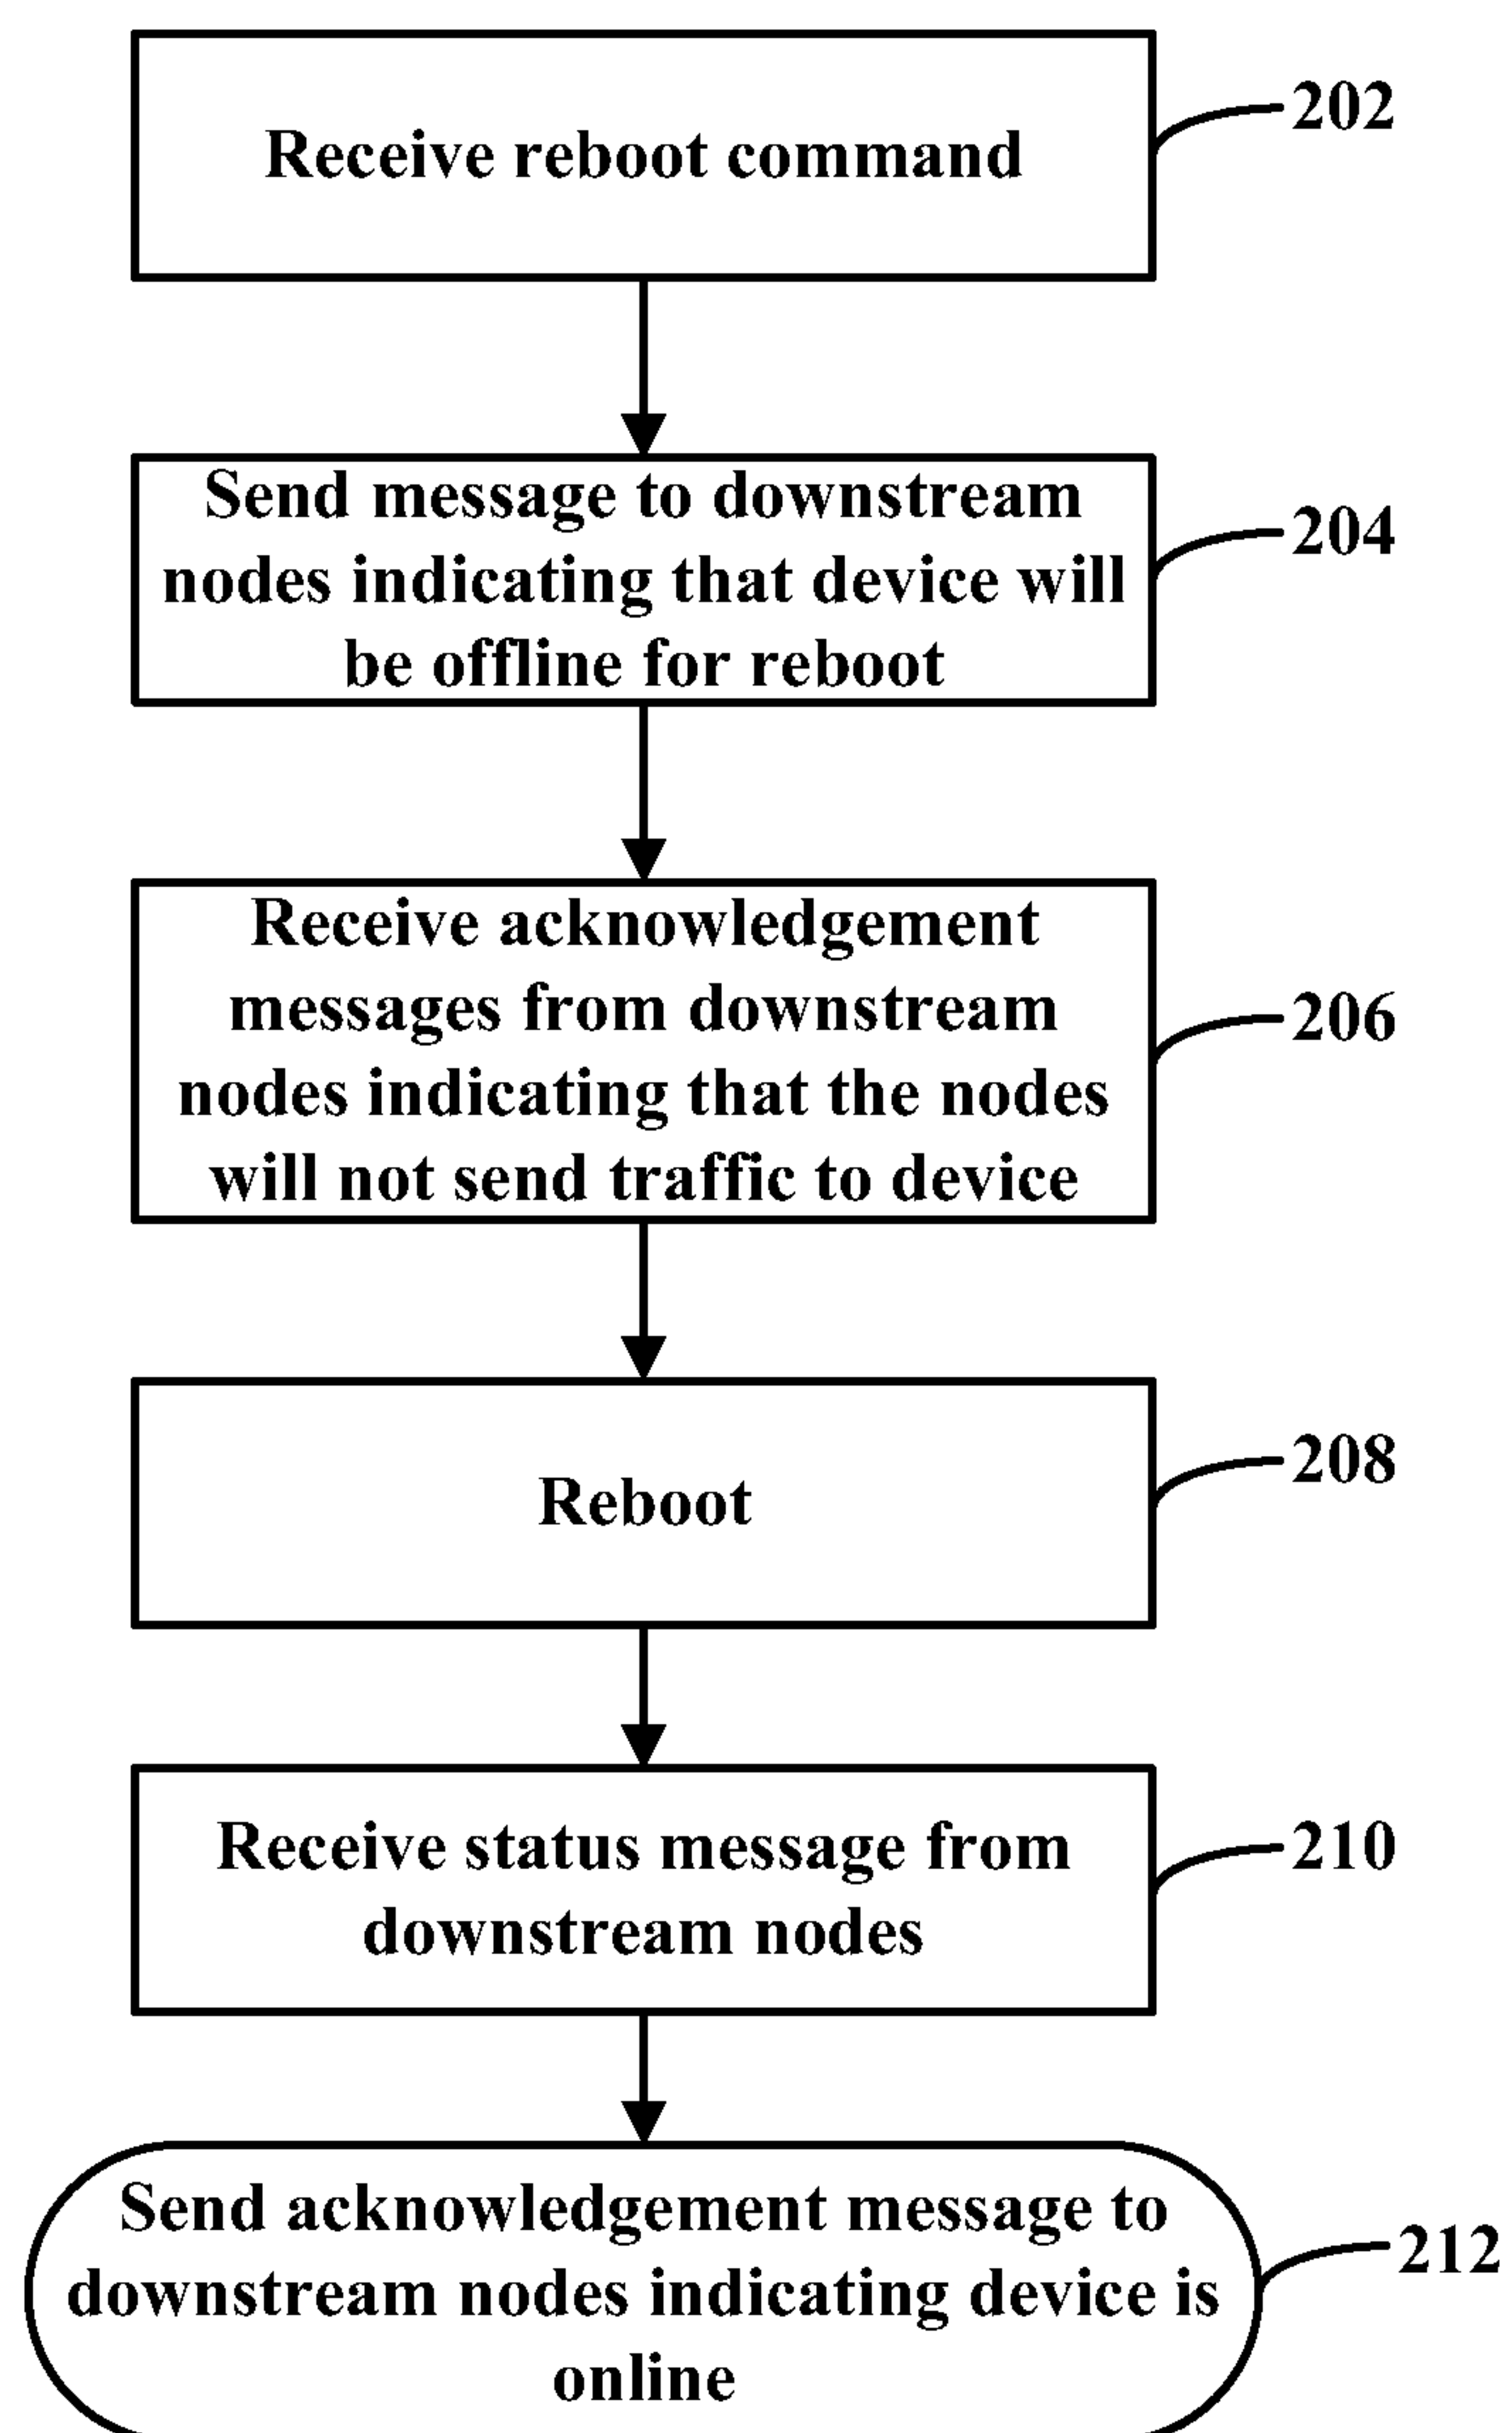 Receive reboot command
202
Send message to downstream
nodes indicating that device will
be offline for reboot
204
Receive acknowledgement
messages from downstream
nodes indicating that the nodes
will not send traffic to device
206
Reboot
208
Receive status message from
downstream nodes
210
Send acknowledgement message to
downstream nodes indicating device is
online
212